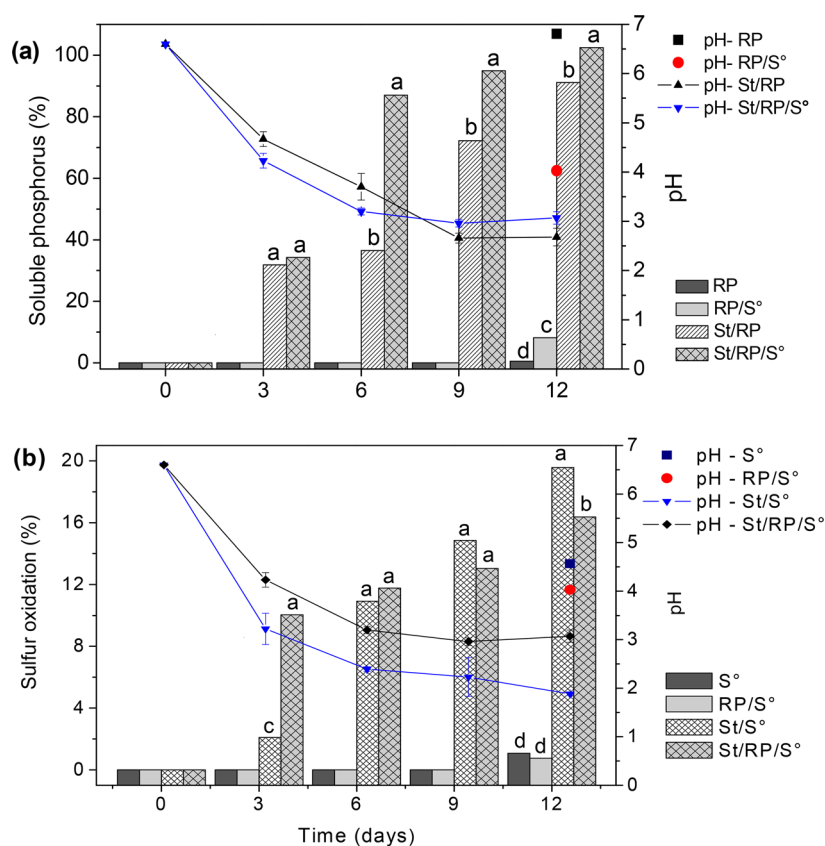 (a)
Soluble phosphorus (%)
100
80
60
40
20
0
0
3
6
9
12
a
a
b
a
b
a
d
c
b
a
7
6
5
4
3
2
1
0
pH
pH- RP
pH- RP/S°
pH- St/RP
pH- St/RP/S°
RP
RP/S°
St/RP
St/RP/S°
(b)
Sulfur oxidation (%)
20
16
12
8
4
0
0
3
6
9
12
Time (days)
c
a
a
a
a
a
d
d
a
b
7
6
5
4
3
2
1
0
pH
pH - S°
pH - RP/S°
pH - St/S°
pH - St/RP/S°
S°
RP/S°
St/S°
St/RP/S°